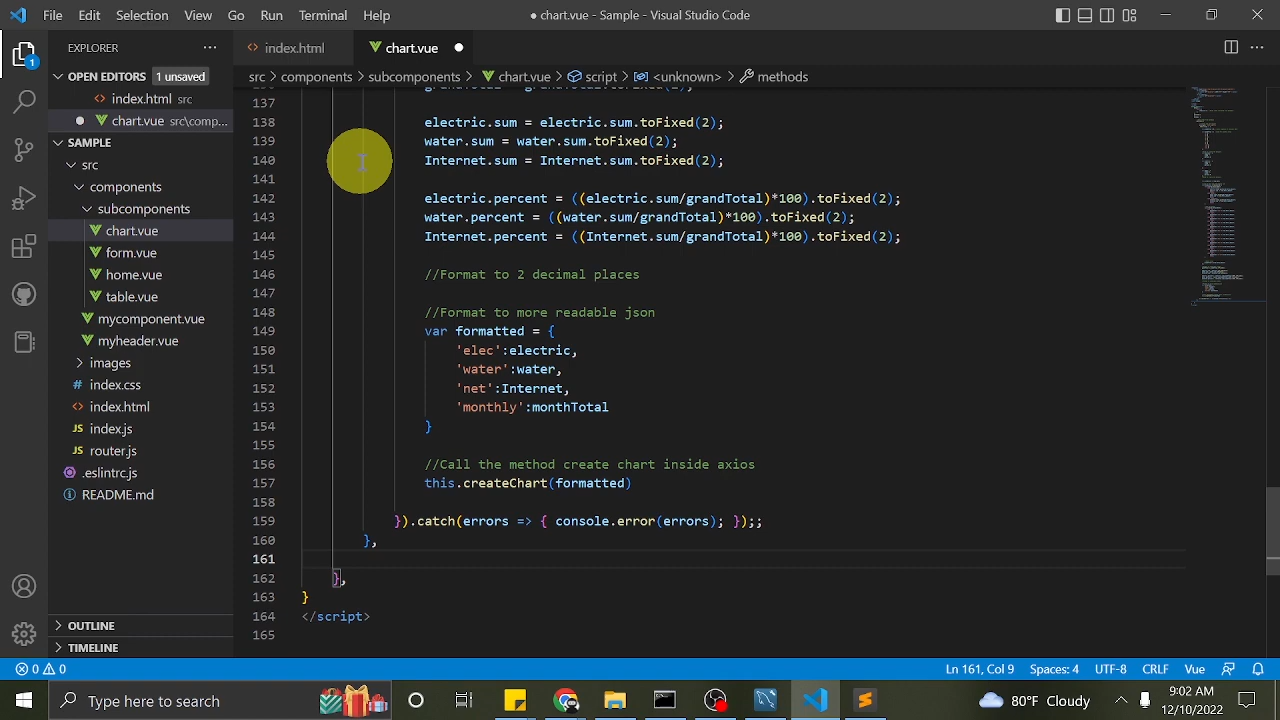 File Edit Selection View Go Run Terminal Help
● chart.vue - Sample - Visual Studio Code
EXPLORER
OPEN EDITORS 1 unsaved
index.html src
chart.vue src\comp...
SAMPLE
src
components
subcomponents
chart.vue
form.vue
home.vue
table.vue
mycomponent.vue
myheader.vue
images
index.css
index.html
index.js
router.js
.eslintrc.js
README.md
OUTLINE
TIMELINE
index.html chart.vue
src > components > subcomponents > chart.vue > script > <unknown> > methods
137
138 electric.sum = electric.sum.toFixed(2);
139 water.sum = water.sum.toFixed(2);
140 Internet.sum = Internet.sum.toFixed(2);
141
142 electric.percent = ((electric.sum/grandTotal)*100).toFixed(2);
143 water.percent = ((water.sum/grandTotal)*100).toFixed(2);
144 Internet.percent = ((Internet.sum/grandTotal)*100).toFixed(2);
145
146 //Format to 2 decimal places
147
148 //Format to more readable json
149 var formatted = {
150 'elec':electric,
151 'water':water,
152 'net':Internet,
153 'monthly':monthTotal
154 }
155
156 //Call the method create chart inside axios
157 this.createChart(formatted)
158
159 }).catch(errors => { console.error(errors); });;
160 },
161
162 },
163 }
164 </script>
165
0 0
Ln 161, Col 9 Spaces: 4 UTF-8 CRLF Vue
Type here to search
80°F Cloudy
9:02 AM
12/10/2022